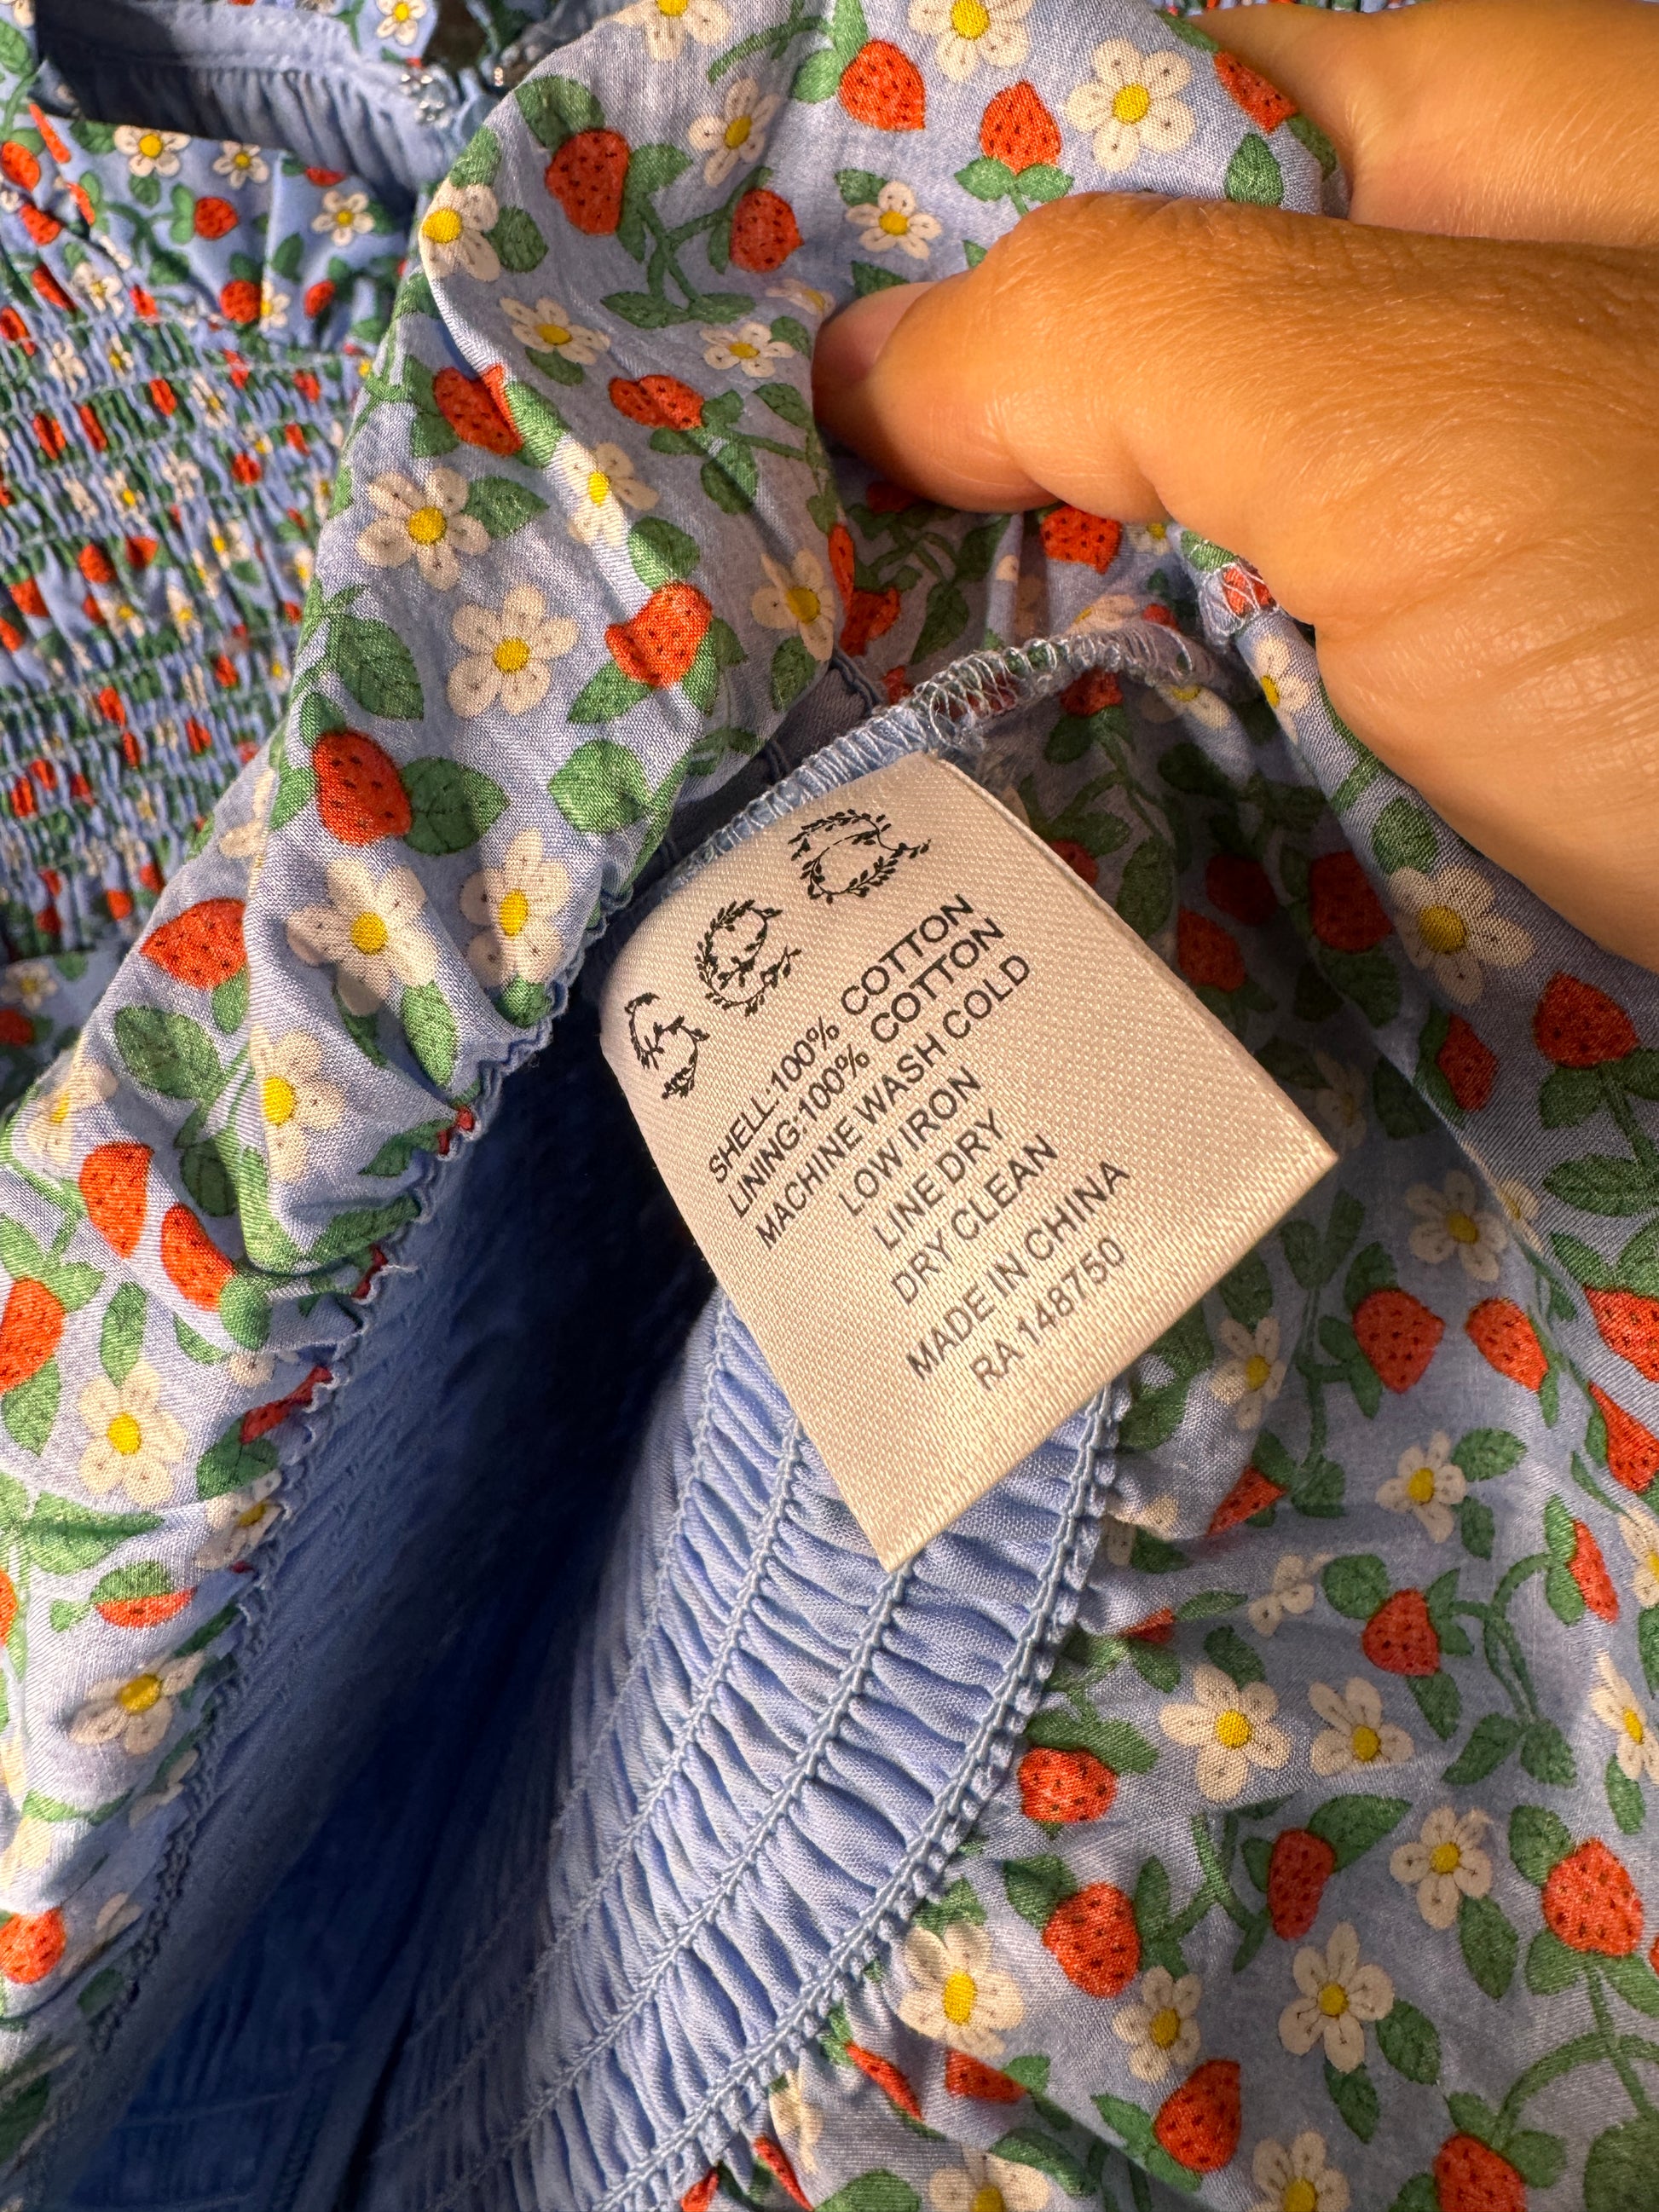 SHELL:100% COTTON
LINING:100% COTTON
MACHINE WASH COLD
LOW IRON
LINE DRY
DRY CLEAN
MADE IN CHINA
RA 148750